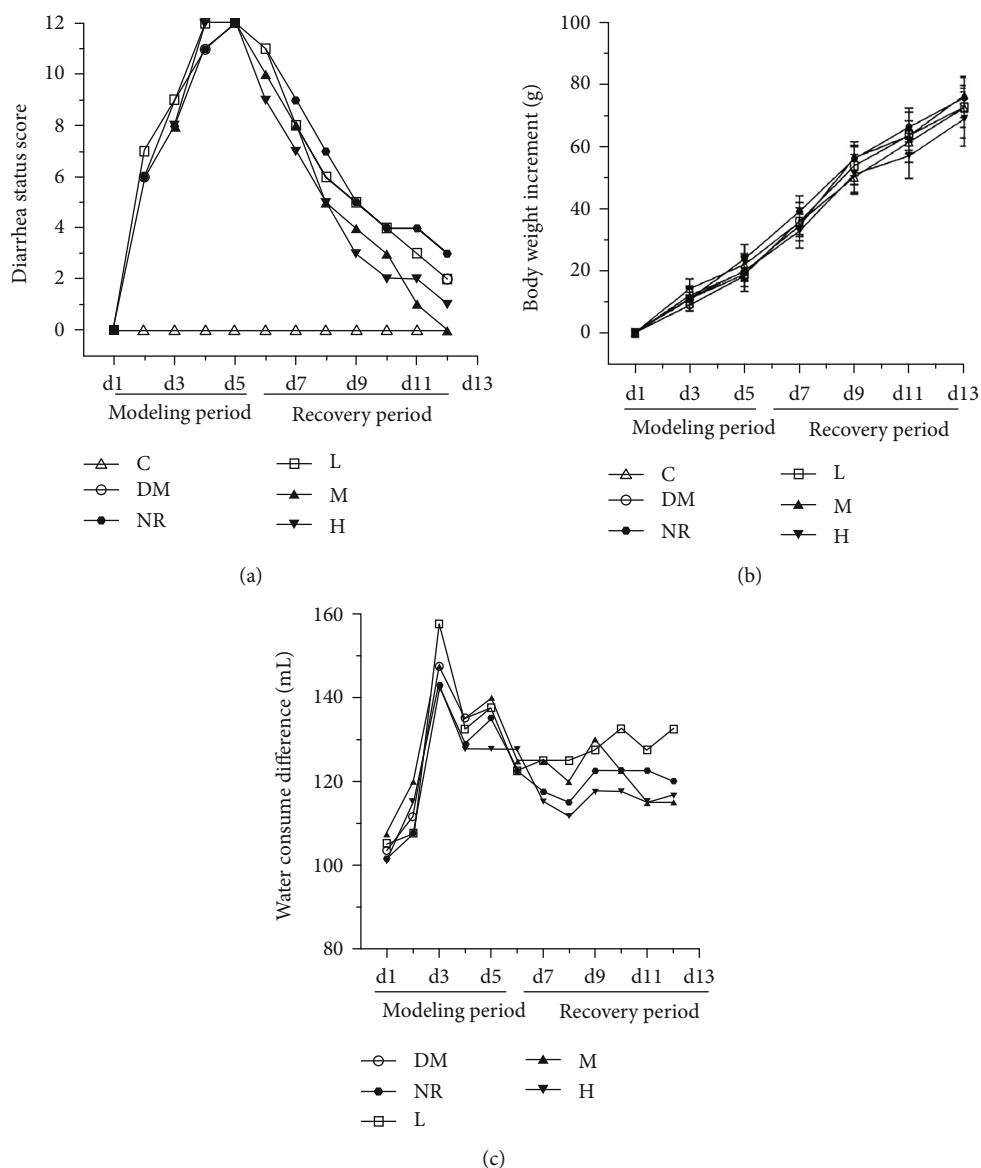 12
10
8
6
4
2
0
Diarrhea status score
d1 d3 d5 d7 d9 d11 d13
Modeling period Recovery period
C L
DM M
NR H
(a)
100
80
60
40
20
0
Body weight increment (g)
d1 d3 d5 d7 d9 d11 d13
Modeling period Recovery period
C L
DM M
NR H
(b)
160
140
120
100
80
Water consume difference (mL)
d1 d3 d5 d7 d9 d11 d13
Modeling period Recovery period
DM M
NR H
L
(c)